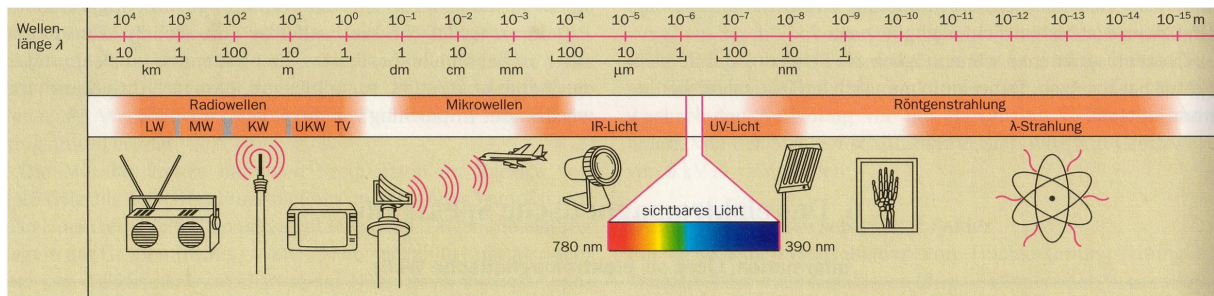 Wellen-
länge λ
10⁴ 10³ 10² 10¹ 10⁰ 10⁻¹ 10⁻² 10⁻³ 10⁻⁴ 10⁻⁵ 10⁻⁶ 10⁻⁷ 10⁻⁸ 10⁻⁹ 10⁻¹⁰ 10⁻¹¹ 10⁻¹² 10⁻¹³ 10⁻¹⁴ 10⁻¹⁵ m
10 1 100 10 1 1 10 1 100 10 1 100 10 1
km m dm cm mm µm nm
Radiowellen Mikrowellen Röntgenstrahlung
LW MW KW UKW TV IR-Licht UV-Licht λ-Strahlung
sichtbares Licht
780 nm 390 nm